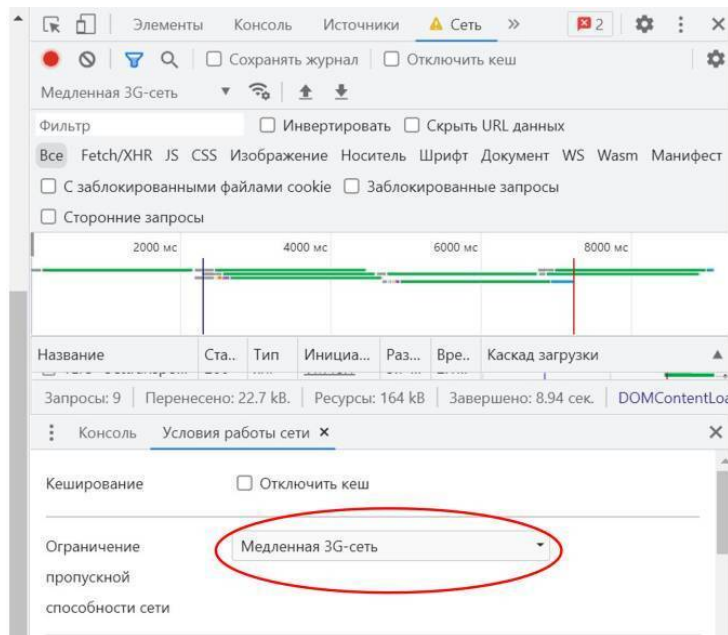 Элементы Консоль Источники Сеть 2
Сохранять журнал Отключить кеш
Медленная 3G-сеть
Фильтр Инвертировать Скрыть URL данных
Все Fetch/XHR JS CSS Изображение Носитель Шрифт Документ WS Wasm Манифест
С заблокированными файлами cookie Заблокированные запросы
Сторонние запросы
2000 мс 4000 мс 6000 мс 8000 мс
Название Ста.. Тип Инициа... Раз... Вре.. Каскад загрузки
Запросы: 9 Перенесено: 22.7 kB. Ресурсы: 164 kB Завершено: 8.94 сек. DOMContentLoa
Консоль Условия работы сети
Кеширование Отключить кеш
Ограничение Медленная 3G-сеть
пропускной
способности сети